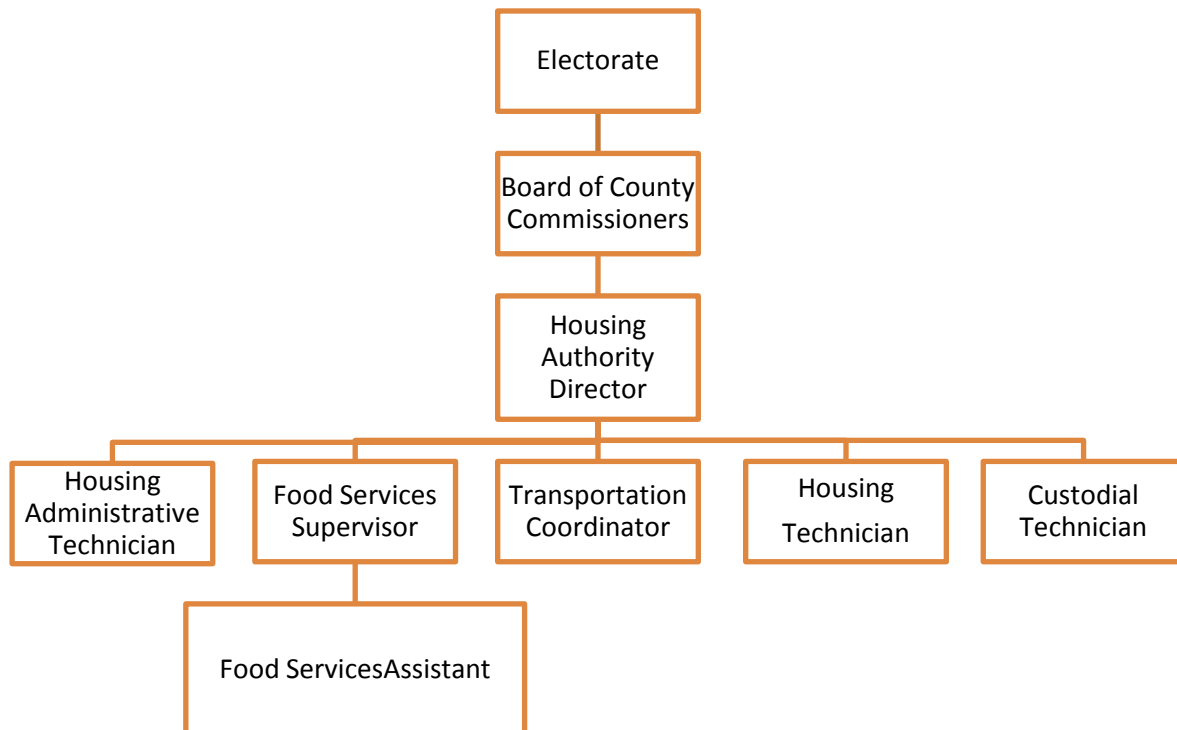 Electorate
Board of County
Commissioners
Housing
Authority
Director
Housing
Administrative
Technician
Food Services
Supervisor
Transportation
Coordinator
Housing
Technician
Custodial
Technician
Food ServicesAssistant